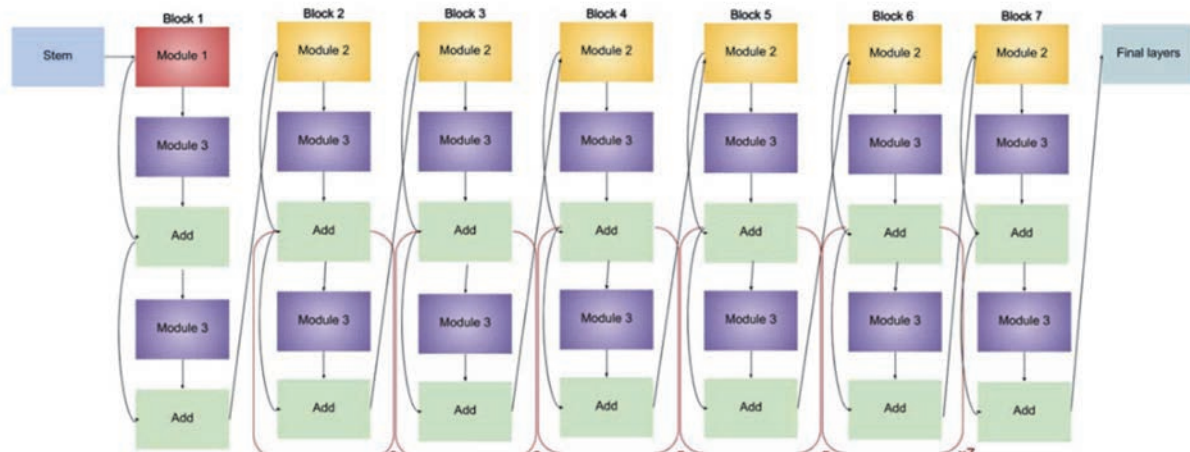 Block 1
Block 2
Block 3
Block 4
Block 5
Block 6
Block 7
Stem
Module 1
Module 2
Module 2
Module 2
Module 2
Module 2
Module 2
Final layers
Module 3
Module 3
Module 3
Module 3
Module 3
Module 3
Module 3
Add
Add
Add
Add
Add
Add
Add
Module 3
Module 3
Module 3
Module 3
Module 3
Module 3
Module 3
Add
Add
Add
Add
Add
Add
Add